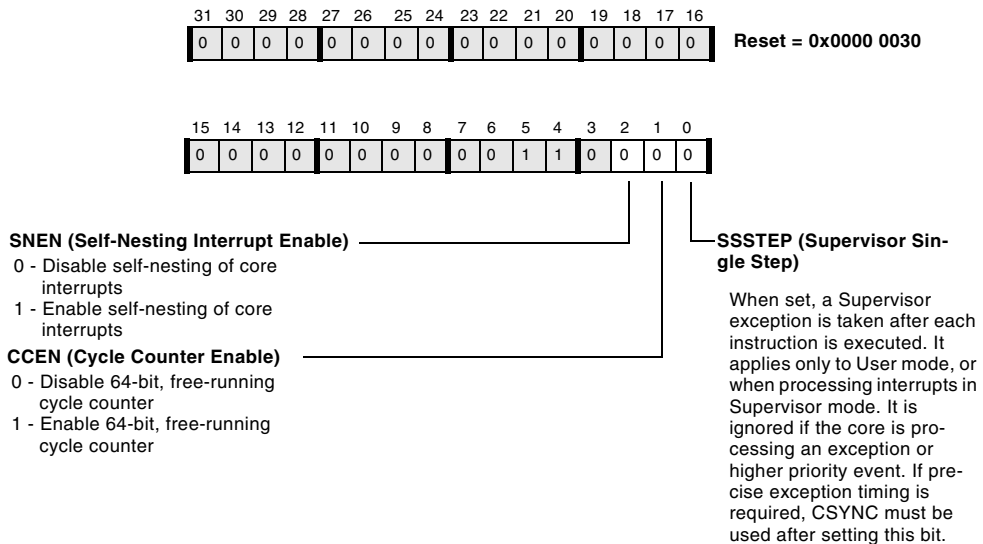 31 30 29 28 27 26 25 24 23 22 21 20 19 18 17 16
0 0 0 0 0 0 0 0 0 0 0 0 0 0 0 0
Reset = 0x0000 0030
15 14 13 12 11 10 9 8 7 6 5 4 3 2 1 0
0 0 0 0 0 0 0 0 0 0 1 1 0 0 0 0
SNEN (Self-Nesting Interrupt Enable)
0 - Disable self-nesting of core
interrupts
1 - Enable self-nesting of core
interrupts
CCEN (Cycle Counter Enable)
0 - Disable 64-bit, free-running
cycle counter
1 - Enable 64-bit, free-running
cycle counter
SSSTEP (Supervisor Sin-
gle Step)
When set, a Supervisor
exception is taken after each
instruction is executed. It
applies only to User mode, or
when processing interrupts in
Supervisor mode. It is
ignored if the core is pro-
cessing an exception or
higher priority event. If pre-
cise exception timing is
required, CSYNC must be
used after setting this bit.